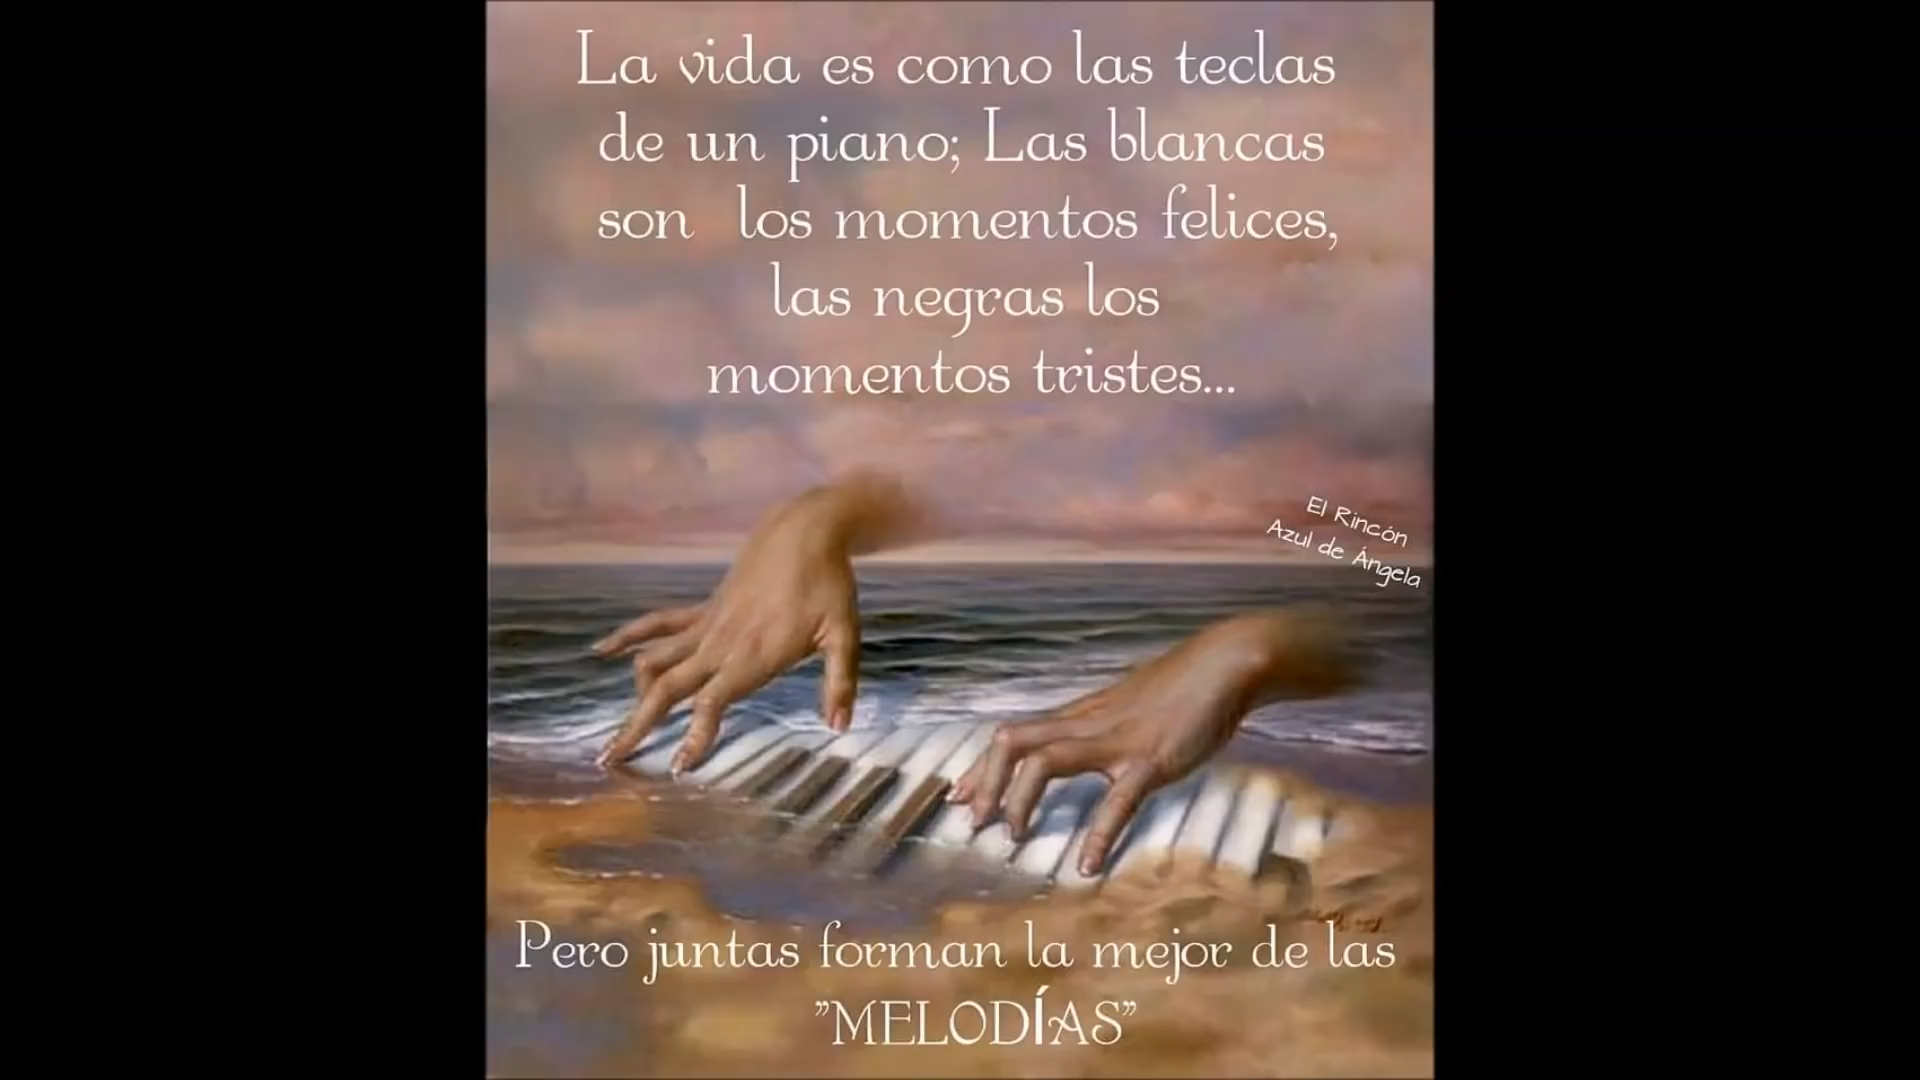 La vida es como las teclas
de un piano; Las blancas
son los momentos felices,
las negras los
momentos tristes...
El Rincón
Azul de Ángela
Pero juntas forman la mejor de las
"MELODÍAS"